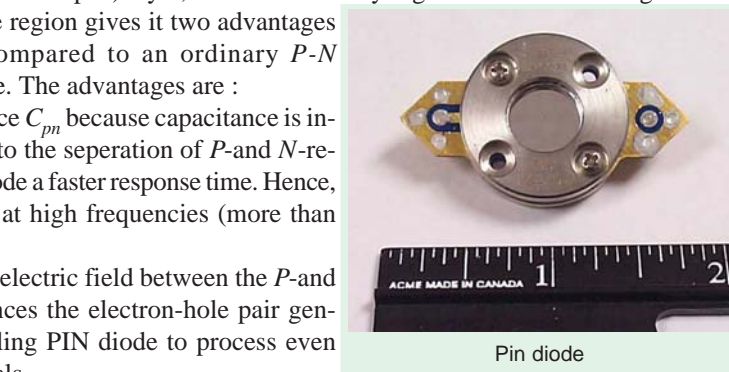 e region gives it two advantages
ompared to an ordinary P-N
e. The advantages are :
ce Cpn because capacitance is in-
to the seperation of P-and N-re-
ode a faster response time. Hence,
at high frequencies (more than
electric field between the P-and
nces the electron-hole pair gen-
ling PIN diode to process even
ACME MADE IN CANADA 1 2
Pin diode